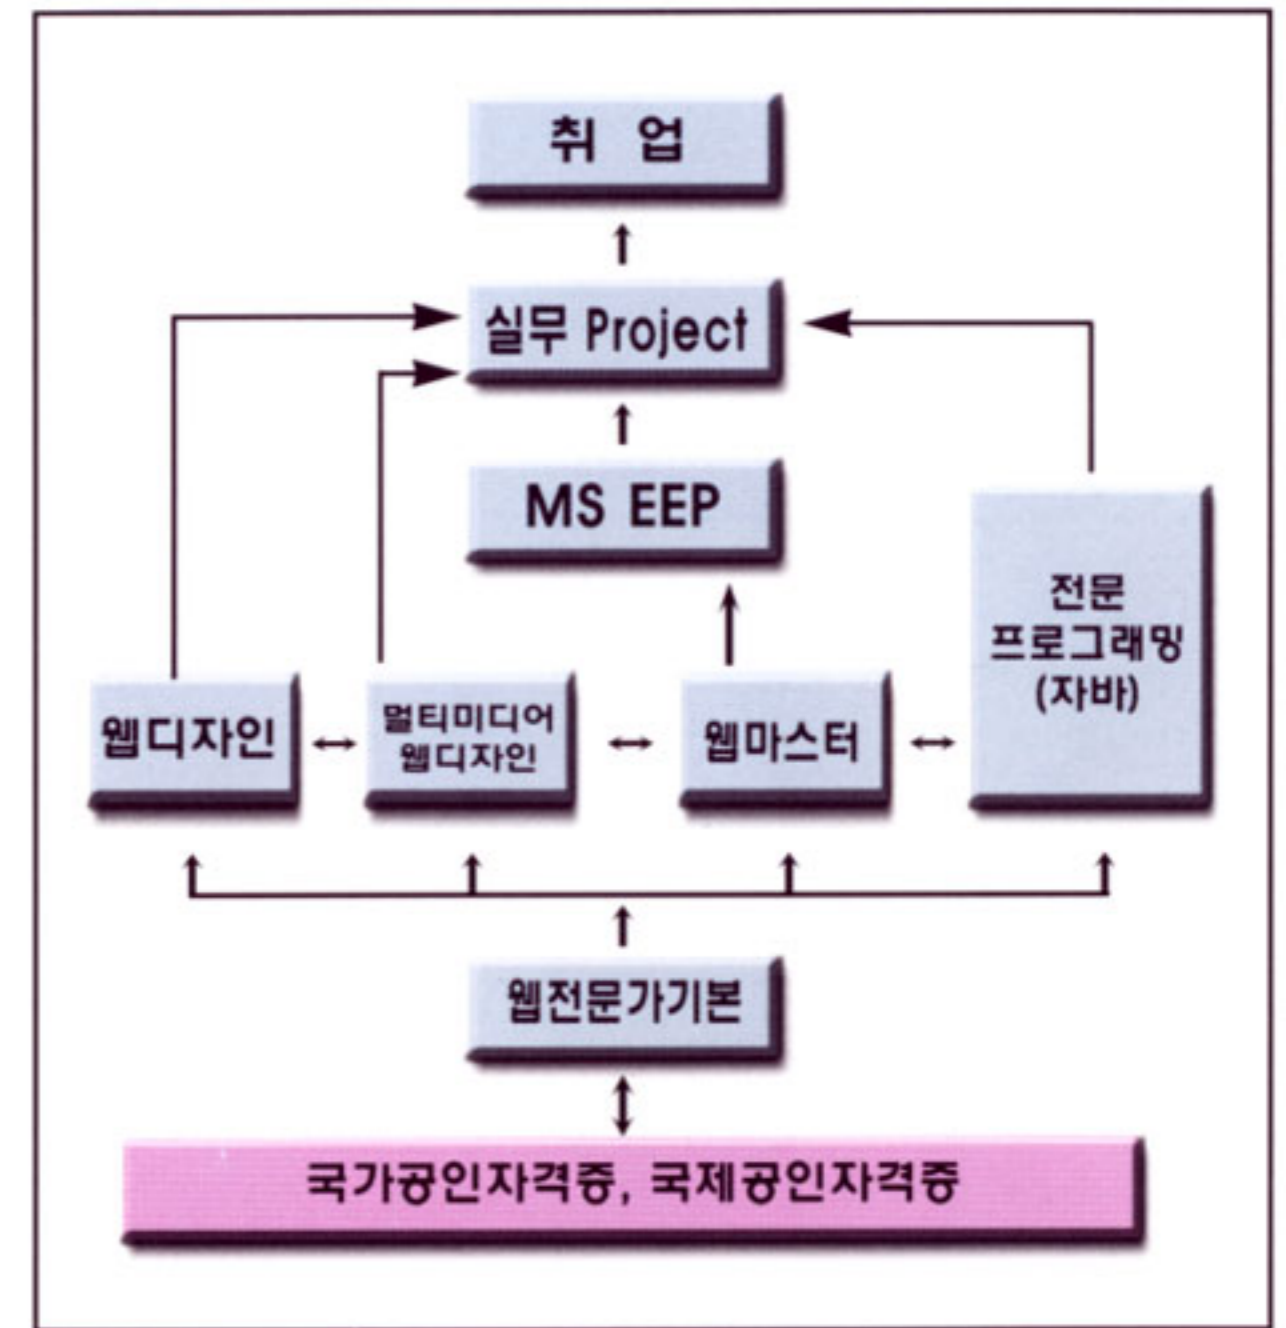 취 업
실무 Project
MS EEP
전문
프로그래밍
(자바)
웹디자인
멀티미디어
웹디자인
웹마스터
웹전문가기본
국가공인자격증, 국제공인자격증